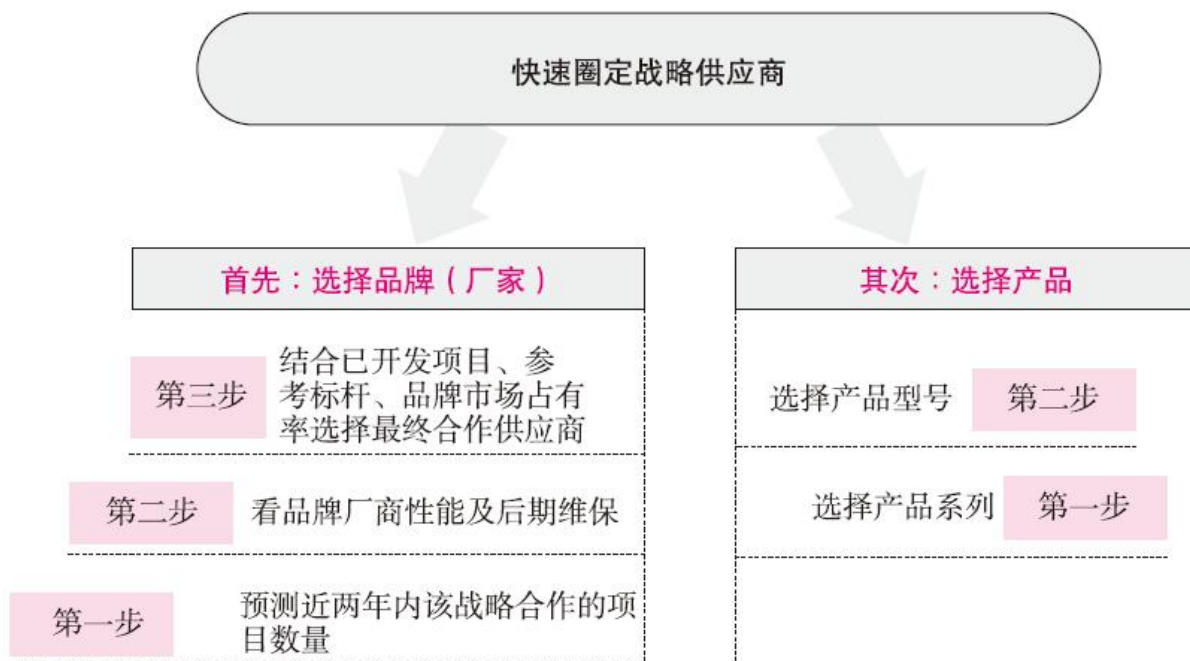 快速圈定战略供应商
首先：选择品牌（厂家）
第三步
结合已开发项目、参
考标杆、品牌市场占有
率选择最终合作供应商
第二步
看品牌厂商性能及后期维保
第一步
预测近两年内该战略合作的项
目数量
其次：选择产品
选择产品型号
第二步
选择产品系列
第一步